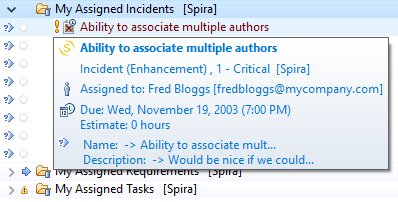 My Assigned Incidents [Spira]
Ability to associate multiple authors
Ability to associate multiple authors
Incident (Enhancement) , 1 - Critical [Spira]
Assigned to: Fred Bloggs [fredbloggs@mycompany.com]
Due: Wed, November 19, 2003 (7:00 PM)
Estimate: 0 hours
Name: -> Ability to associate mult...
Description: -> Would be nice if we could...
My Assigned Requirements [Spira]
My Assigned Tasks [Spira]